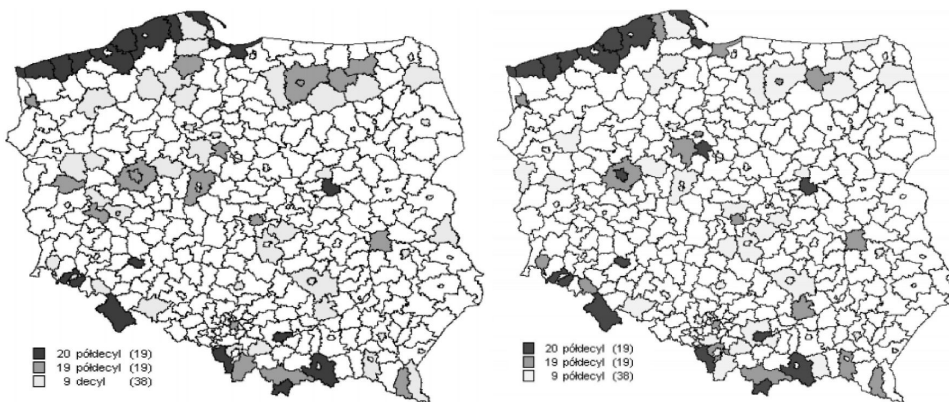 20 półdecyl (19)
19 półdecyl (19)
9 decyl (38)
20 półdecyl (19)
19 półdecyl (19)
9 półdecyl (38)